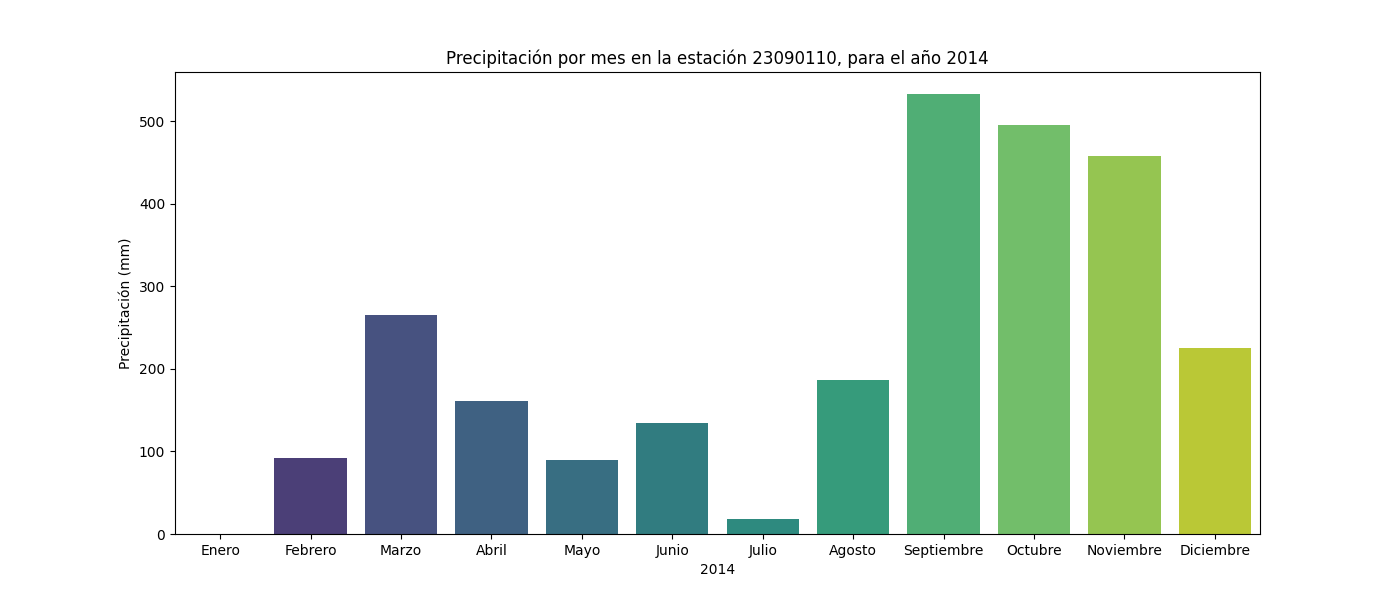 Precipitación por mes en la estación 23090110, para el año 2014
Precipitación (mm)
500
400
300
200
100
0
Enero Febrero Marzo Abril Mayo Junio Julio Agosto Septiembre Octubre Noviembre Diciembre
2014